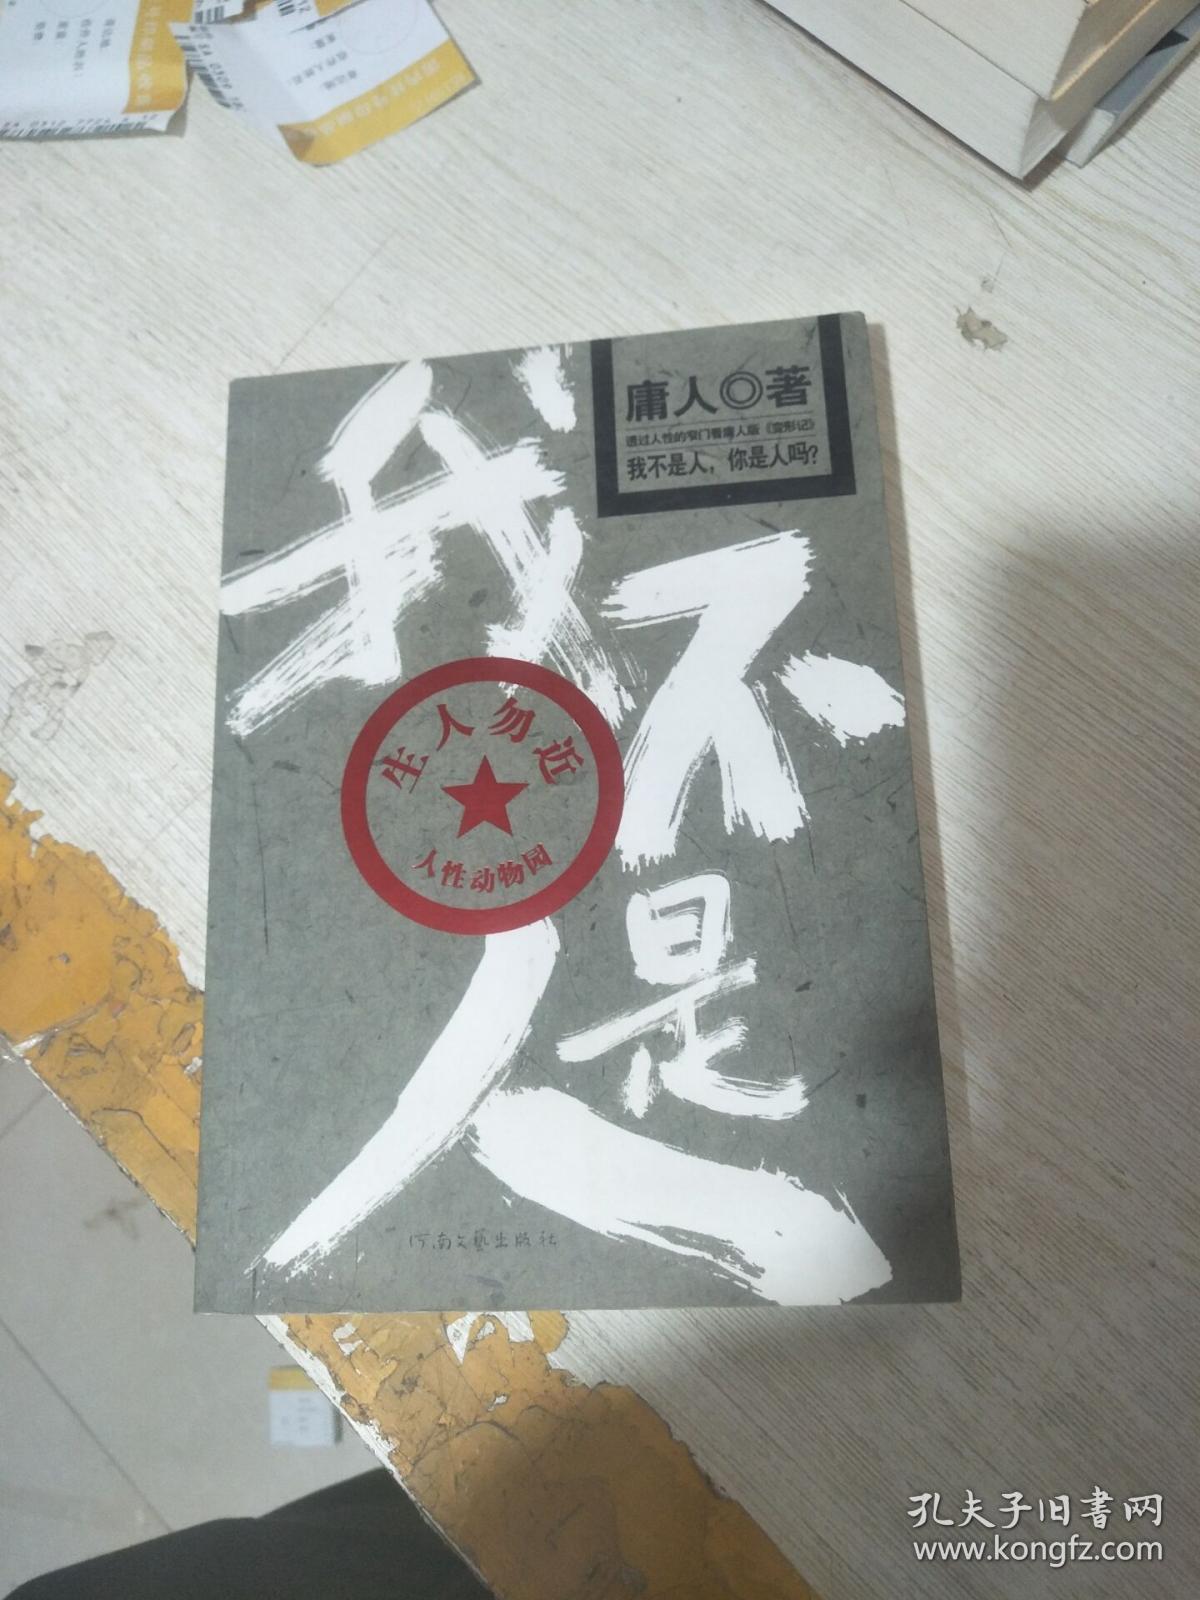 庸人◎著
透过人性的窄门看庸人版《变形记》
我不是人，你是人吗？
我不是人
生人勿近
人性动物园
河南文艺出版社
孔夫子旧书网
www.kongfz.com